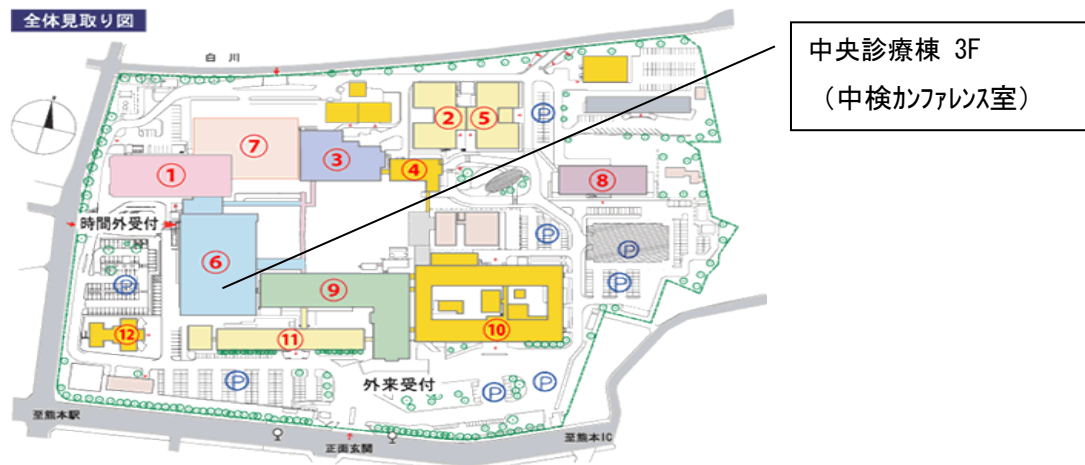 全体見取り図
白川
中央診療棟 3F
（中検ｶﾝﾌｧﾚﾝｽ室）
②
⑤
Ⓟ
⑦
③
④
①
⑧
時間外受付
Ⓟ
Ⓟ
⑥
Ⓟ
Ⓟ
⑨
⑫
⑪
⑩
Ⓟ
外来受付
Ⓟ
Ⓟ
至熊本駅
正面玄関
至熊本IC